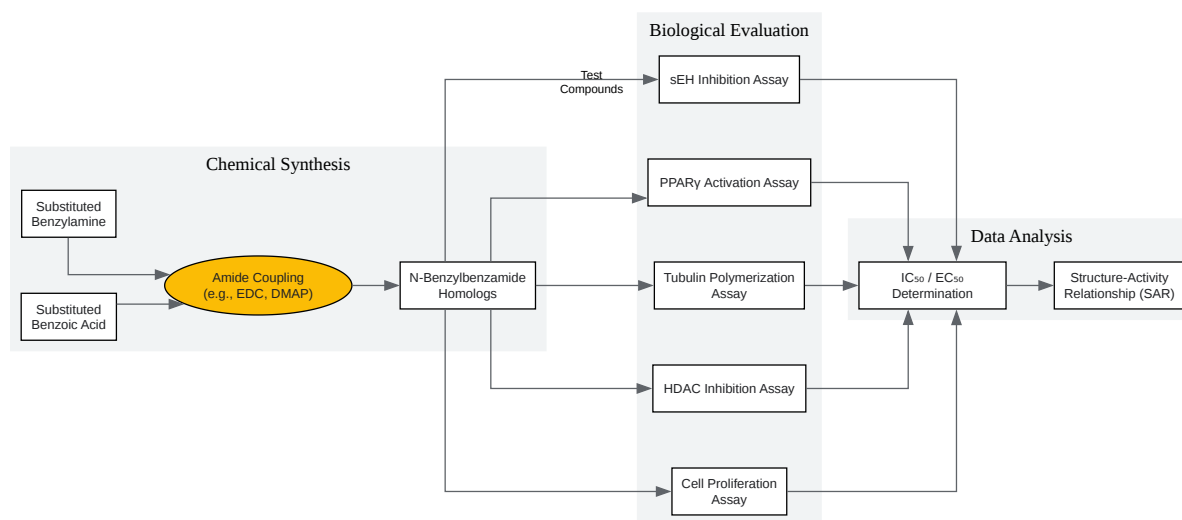 Biological Evaluation
Test
Compounds
sEH Inhibition Assay
Chemical Synthesis
Substituted
Benzylamine
PPARγ Activation Assay
Data Analysis
Amide Coupling
(e.g., EDC, DMAP)
N-Benzylbenzamide
Homologs
Tubulin Polymerization
Assay
IC₅₀ / EC₅₀
Determination
Structure-Activity
Relationship (SAR)
Substituted
Benzoic Acid
HDAC Inhibition Assay
Cell Proliferation
Assay